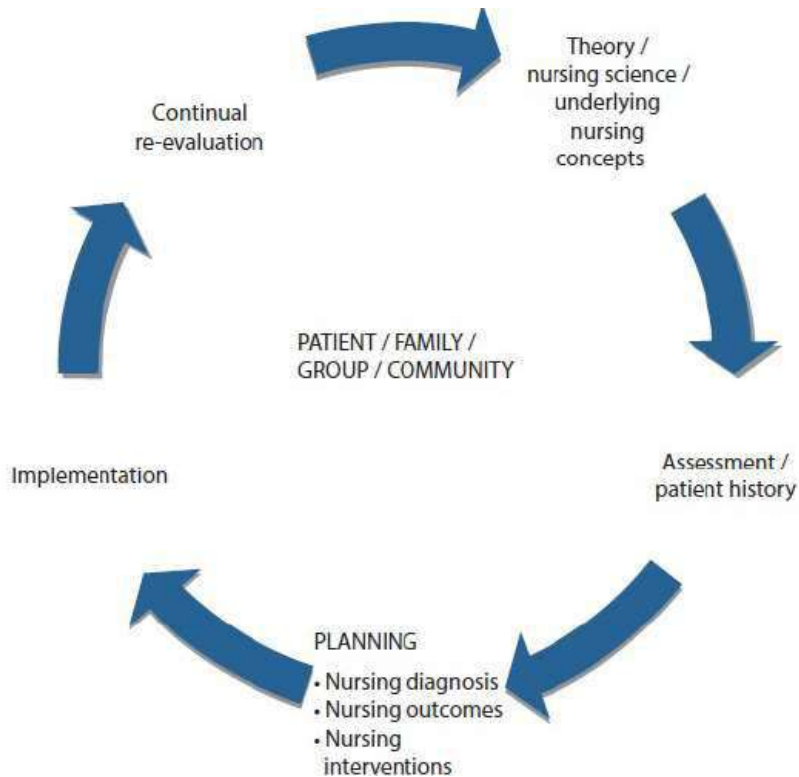 Theory /
nursing science /
underlying
nursing
concepts
Assessment /
patient history
PLANNING
• Nursing diagnosis
• Nursing outcomes
• Nursing
interventions
Implementation
Continual
re-evaluation
PATIENT / FAMILY /
GROUP / COMMUNITY